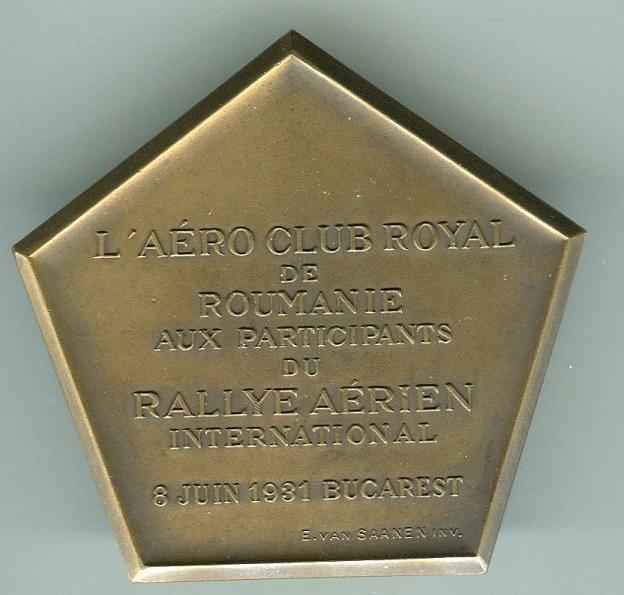 L'AÉRO CLUB ROYAL
DE
ROUMANIE
AUX PARTICIPANTS
DU
RALLYE AÉRIEN
INTERNATIONAL
8 JUIN 1931 BUCAREST
E. VAN SAANEN INV.